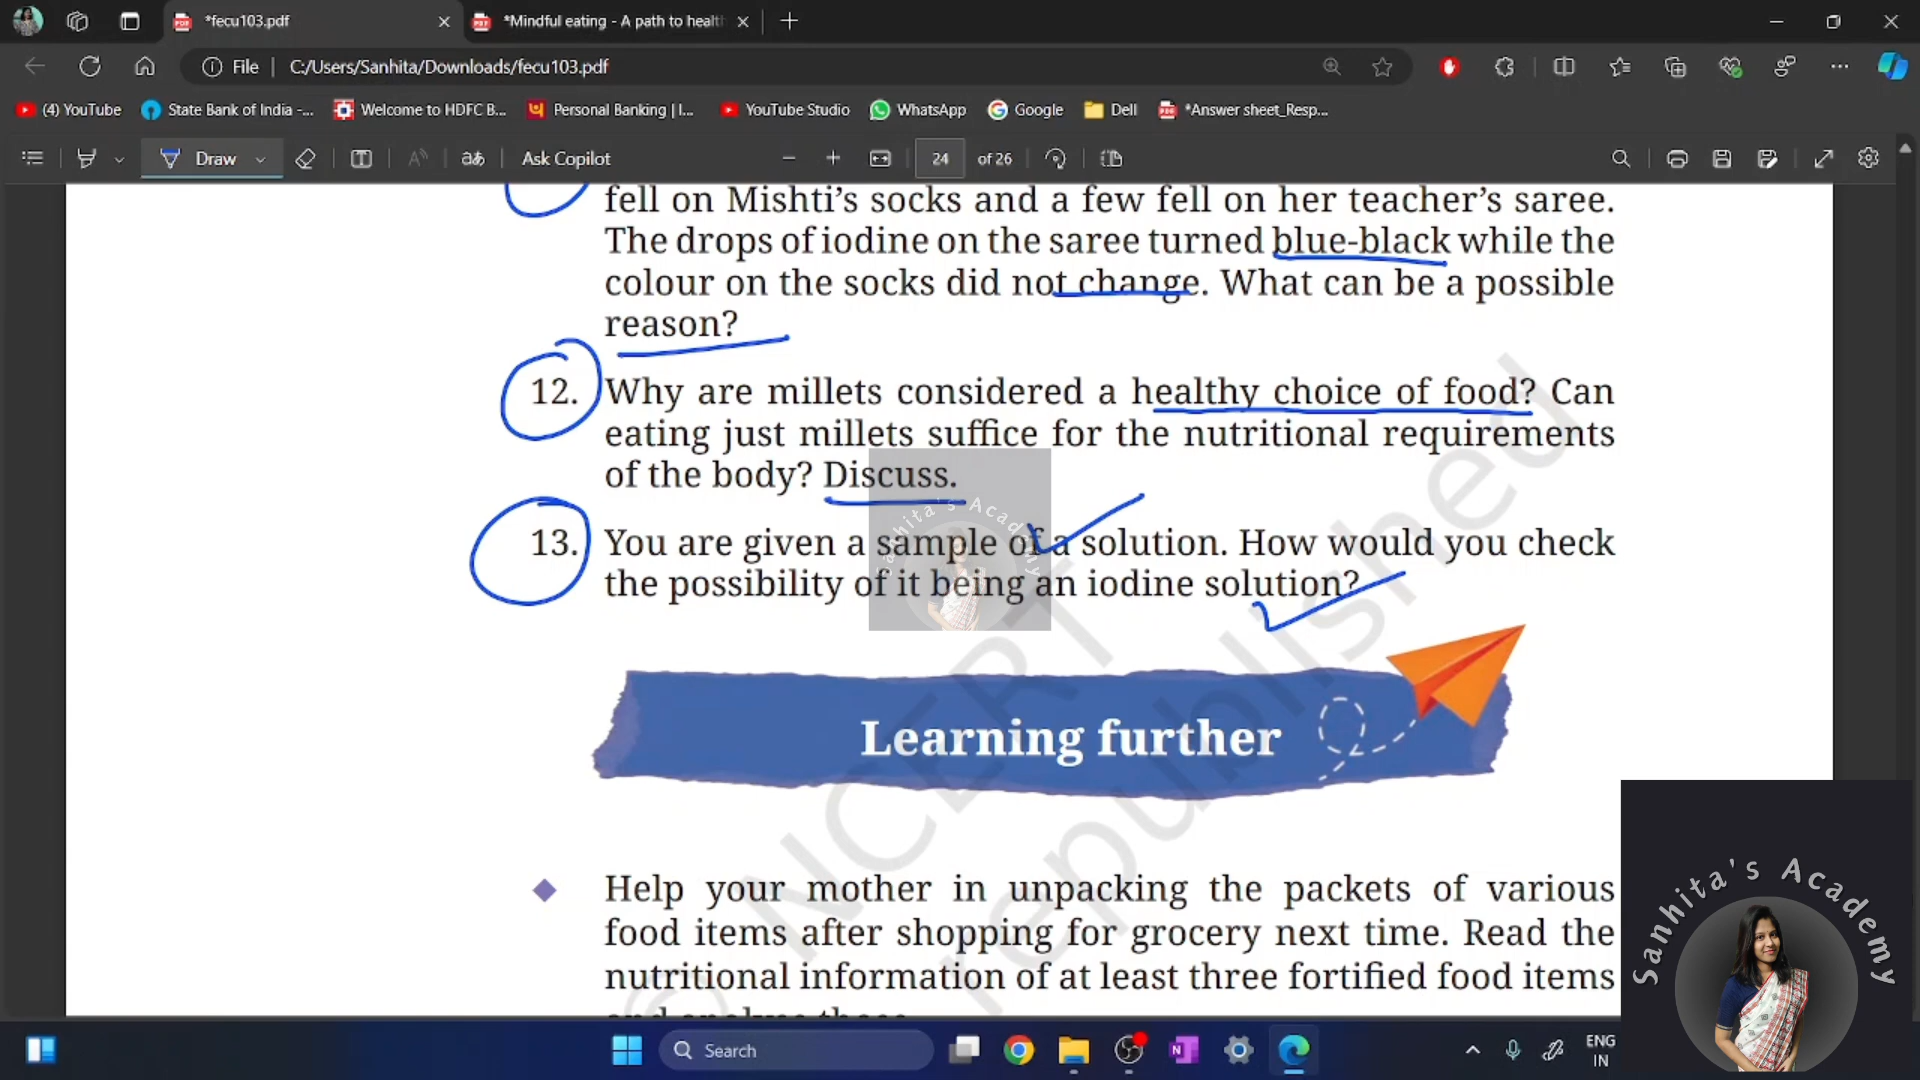 *fecu103.pdf
*Mindful eating - A path to healt
File
C:/Users/Sanhita/Downloads/fecu103.pdf
(4) YouTube
State Bank of India -...
Welcome to HDFC B...
Personal Banking | I...
YouTube Studio
WhatsApp
Google
Dell
*Answer sheet_Resp...
Draw
Ask Copilot
24
of 26
fell on Mishti’s socks and a few fell on her teacher’s saree.
The drops of iodine on the saree turned blue-black while the
colour on the socks did not change. What can be a possible
reason?
12. Why are millets considered a healthy choice of food? Can
eating just millets suffice for the nutritional requirements
of the body? Discuss.
13. You are given a sample of a solution. How would you check
the possibility of it being an iodine solution?
Sanhita's Academy
© NCERT
republished
Learning further
Help your mother in unpacking the packets of various
food items after shopping for grocery next time. Read the
nutritional information of at least three fortified food items
Sanhita's Academy
Search
ENG
IN